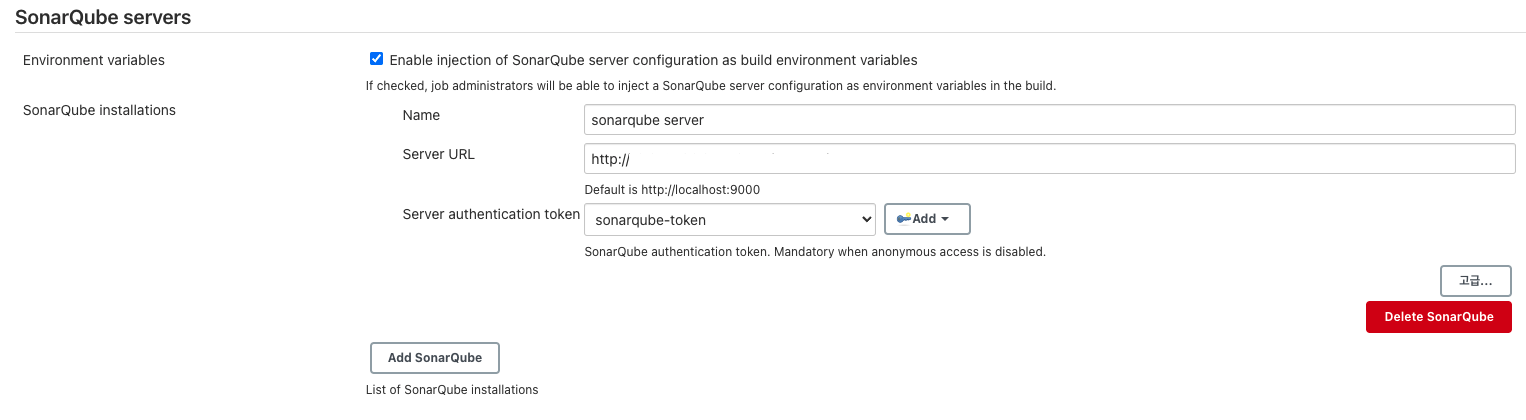 SonarQube servers
Environment variables
Enable injection of SonarQube server configuration as build environment variables
If checked, job administrators will be able to inject a SonarQube server configuration as environment variables in the build.
SonarQube installations
Name
sonarqube server
Server URL
http://
Default is http://localhost:9000
Server authentication token
sonarqube-token
Add
SonarQube authentication token. Mandatory when anonymous access is disabled.
고급...
Delete SonarQube
Add SonarQube
List of SonarQube installations